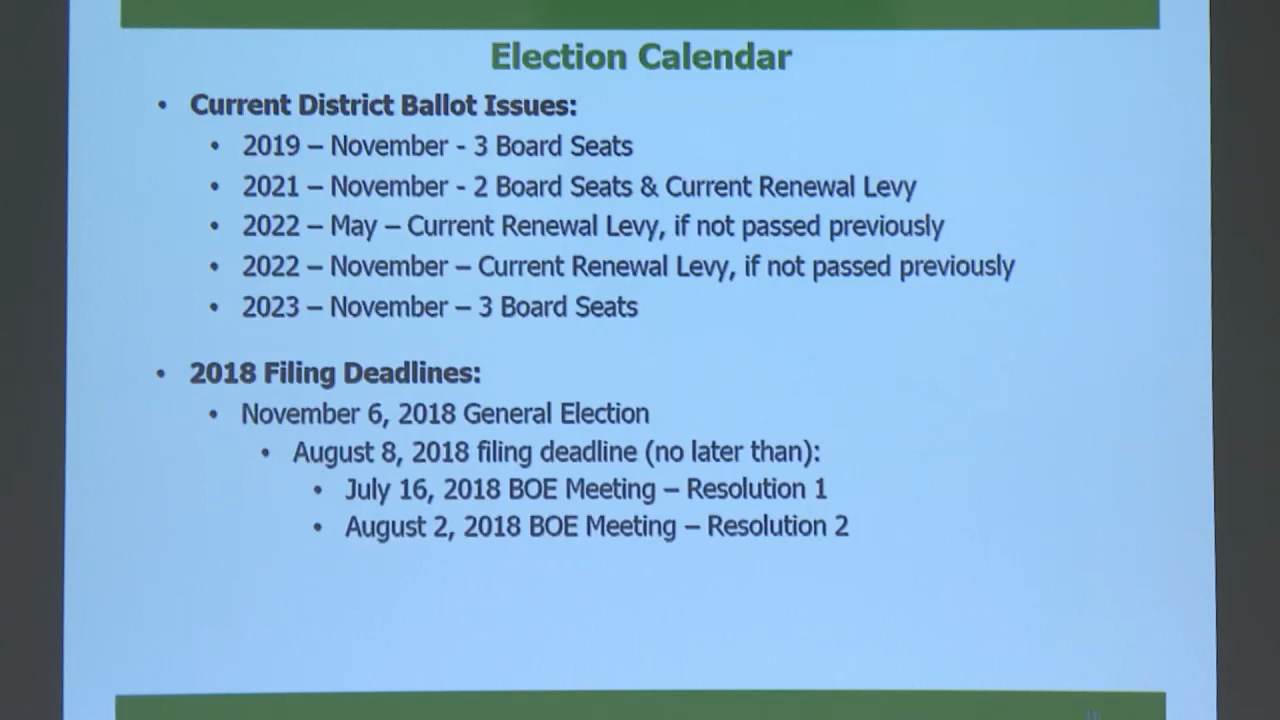 Election Calendar
• Current District Ballot Issues:
• 2019 – November - 3 Board Seats
• 2021 – November - 2 Board Seats & Current Renewal Levy
• 2022 – May – Current Renewal Levy, if not passed previously
• 2022 – November – Current Renewal Levy, if not passed previously
• 2023 – November – 3 Board Seats
• 2018 Filing Deadlines:
• November 6, 2018 General Election
• August 8, 2018 filing deadline (no later than):
• July 16, 2018 BOE Meeting – Resolution 1
• August 2, 2018 BOE Meeting – Resolution 2